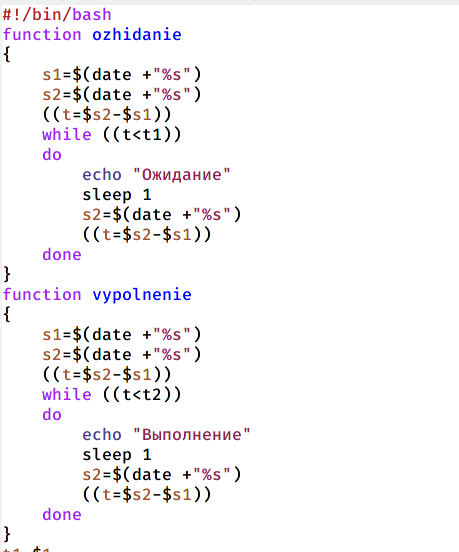 #!/bin/bash
function ozhidanie
{
    s1=$(date +"%s")
    s2=$(date +"%s")
    ((t=$s2-$s1))
    while ((t<t1))
    do
        echo "Ожидание"
        sleep 1
        s2=$(date +"%s")
        ((t=$s2-$s1))
    done
}
function vypolnenie
{
    s1=$(date +"%s")
    s2=$(date +"%s")
    ((t=$s2-$s1))
    while ((t<t2))
    do
        echo "Выполнение"
        sleep 1
        s2=$(date +"%s")
        ((t=$s2-$s1))
    done
}